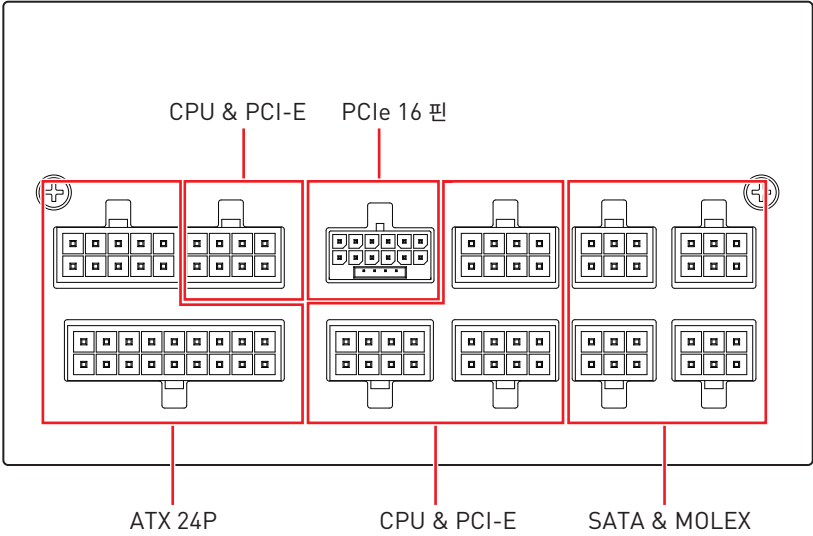 CPU & PCI-E
PCIe 16 핀
ATX 24P
CPU & PCI-E
SATA & MOLEX